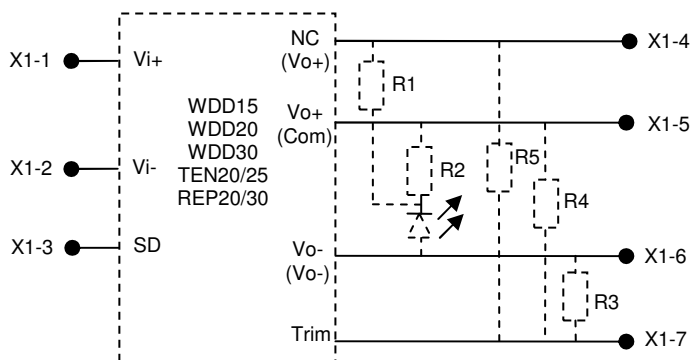 NC
X1-4
X1-1
Vi+
(Vo+)
R1
WDD15
Vo+
X1-5
WDD20
(Com)
WDD30
R5
X1-2
Vi-
TEN20/25
R2
REP20/30
R4
X1-3
SD
Vo-
X1-6
(Vo-)
R3
Trim
X1-7